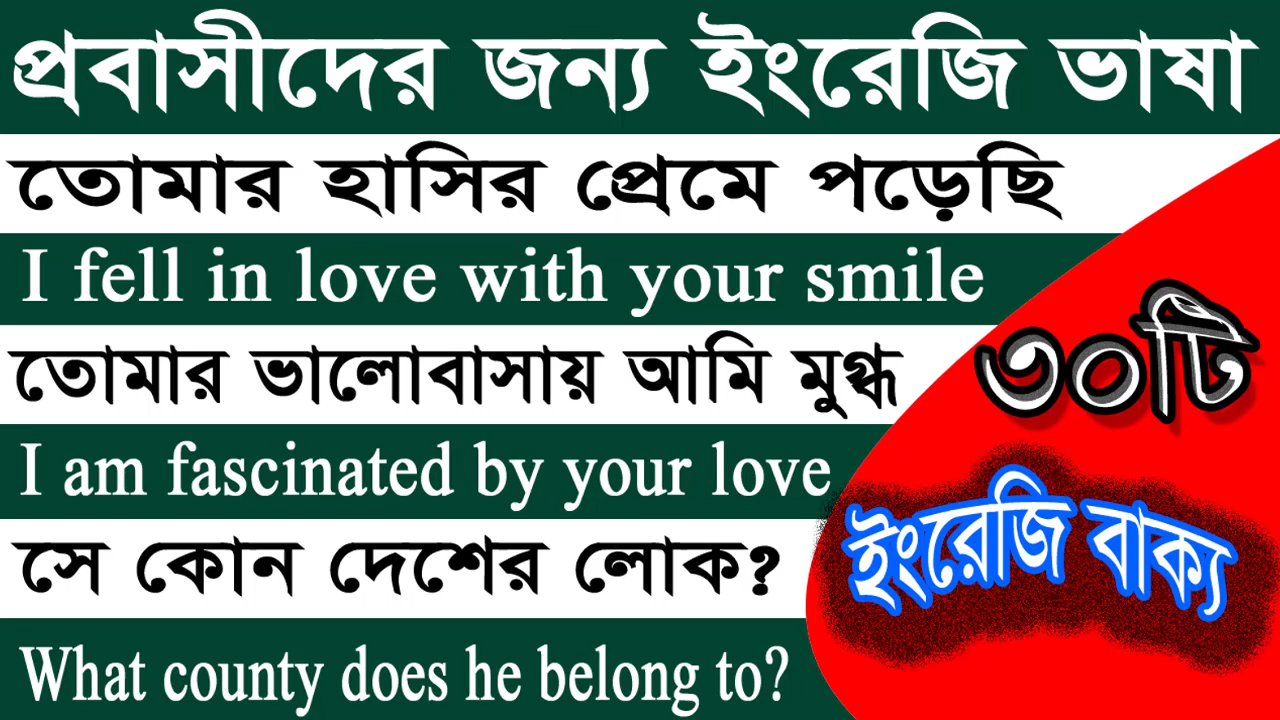 প্রবাসীদের জন্য ইংরেজি ভাষা
তোমার হাসির প্রেমে পড়েছি
I fell in love with your smile
তোমার ভালোবাসায় আমি মুগ্ধ
I am fascinated by your love
সে কোন দেশের লোক?
What county does he belong to?
৩০টি
ইংরেজি বাক্য